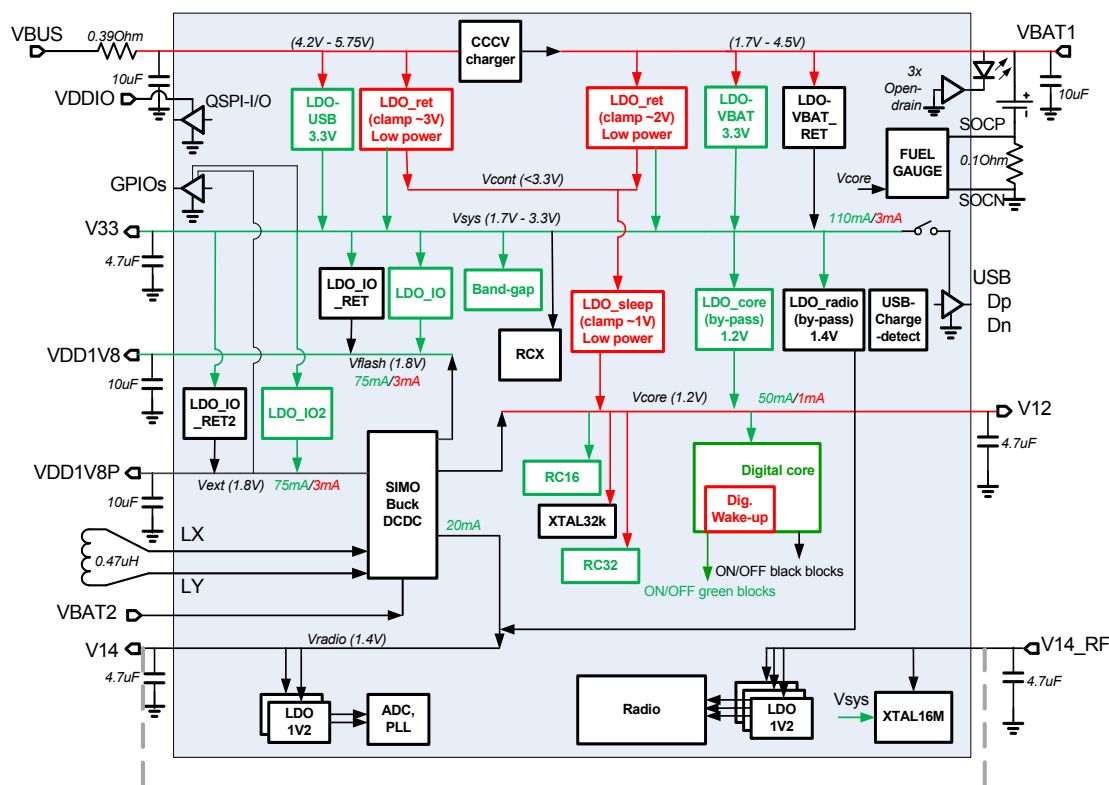 VBUS
0.39Ohm
(4.2V - 5.75V)
CCCV
charger
(1.7V - 4.5V)
VBAT1
10uF
VDDIO
QSPI-I/O
LDO-
USB
3.3V
LDO_ret
(clamp ~3V)
Low power
LDO_ret
(clamp ~2V)
Low power
LDO-
VBAT
3.3V
LDO-
VBAT_
RET
3x
Open-
drain
10uF
SOCP
FUEL
GAUGE
0.1Ohm
Vcore
SOCN
GPIOs
Vcont (<3.3V)
V33
Vsys (1.7V - 3.3V)
110mA/3mA
4.7uF
LDO_IO
_RET
LDO_IO
Band-gap
LDO_sleep
(clamp ~1V)
Low power
LDO_core
(by-pass)
1.2V
LDO_radio
(by-pass)
1.4V
USB-
Charge
-detect
USB
Dp
Dn
RCX
VDD1V8
Vflash (1.8V)
75mA/3mA
10uF
LDO_IO
_RET2
LDO_IO2
Vcore (1.2V)
50mA/1mA
V12
4.7uF
VDD1V8P
Vext (1.8V)
75mA/3mA
SIMO
Buck
DCDC
RC16
Digital core
Dig.
Wake-up
10uF
XTAL32k
20mA
RC32
LX
0.47uH
LY
ON/OFF black blocks
ON/OFF green blocks
VBAT2
V14
Vradio (1.4V)
V14_RF
4.7uF
4.7uF
LDO
1V2
ADC,
PLL
Radio
LDO
1V2
Vsys
XTAL16M